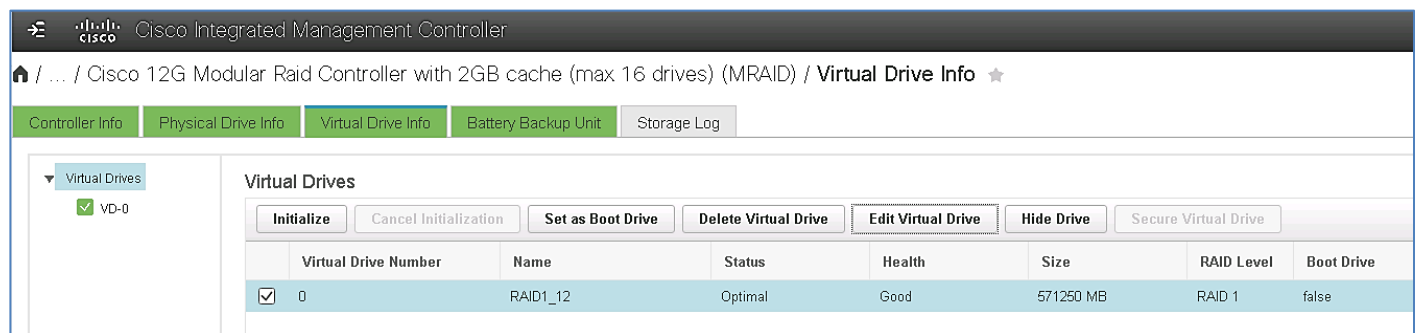 CISCO Cisco Integrated Management Controller
/ ... / Cisco 12G Modular Raid Controller with 2GB cache (max 16 drives) (MRAID) / Virtual Drive Info
Controller Info Physical Drive Info Virtual Drive Info Battery Backup Unit Storage Log
Virtual Drives
VD-0
Virtual Drives
Initialize Cancel Initialization Set as Boot Drive Delete Virtual Drive Edit Virtual Drive Hide Drive Secure Virtual Drive
Virtual Drive Number Name Status Health Size RAID Level Boot Drive
0 RAID1_12 Optimal Good 571250 MB RAID 1 false